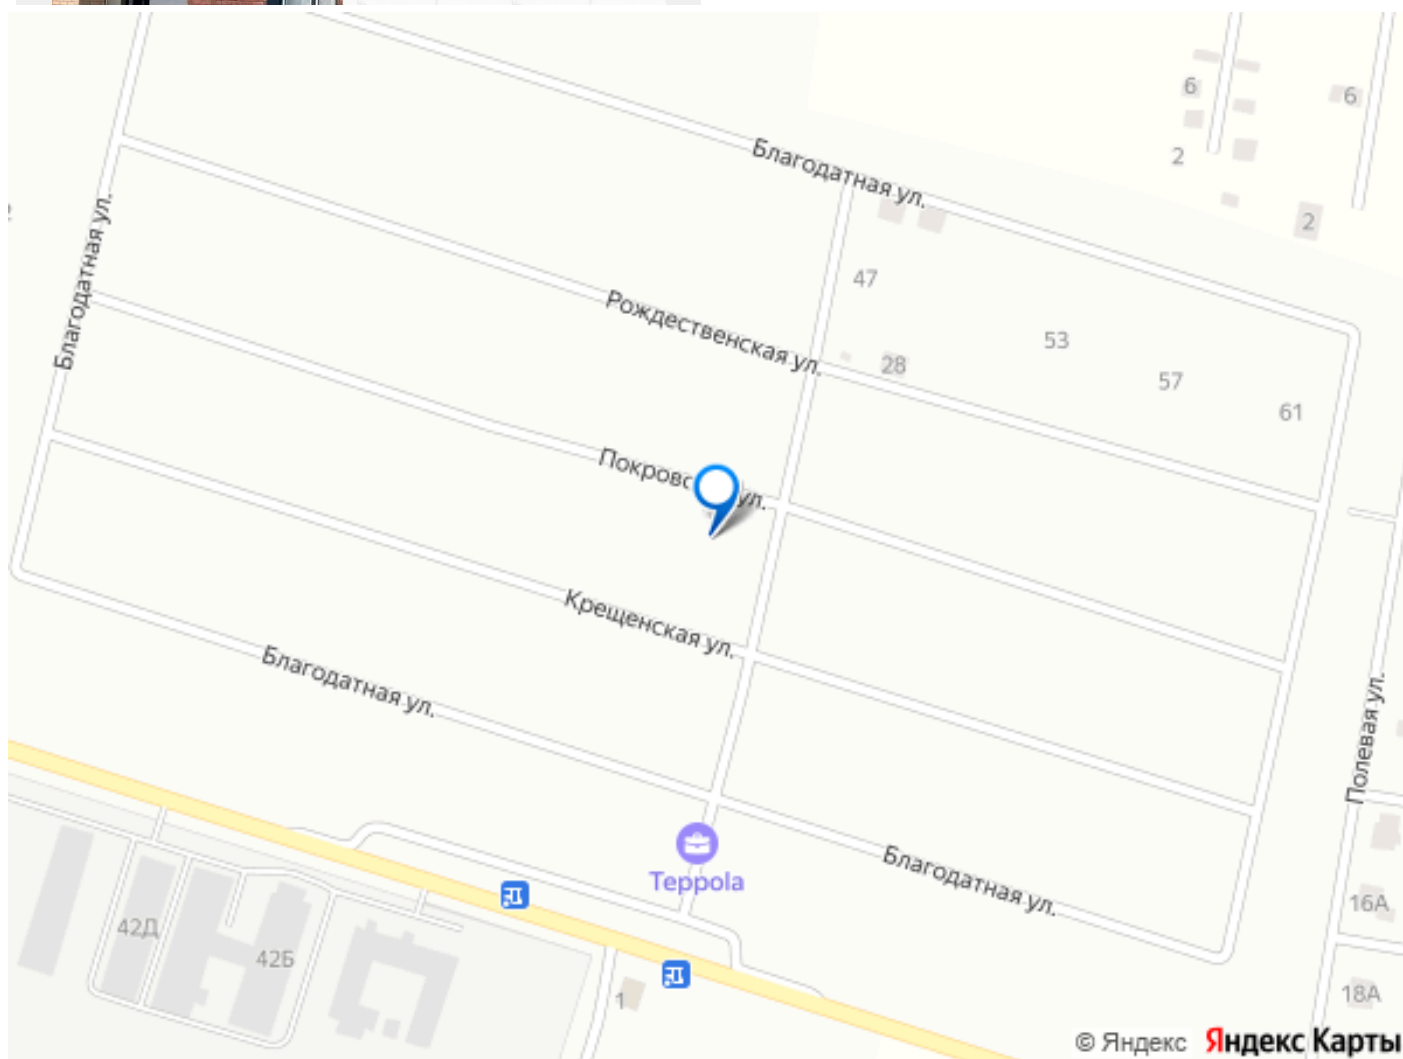 6
6
Благодатная ул.
2
2
Благодатная ул.
47
Рождественская ул.
53
28
57
61
Покровс
ул.
Крещенская ул.
Благодатная ул.
Полевая ул.
Teppola
Благодатная ул.
16А
42Д
42Б
18А
1
© Яндекс Яндекс Карты